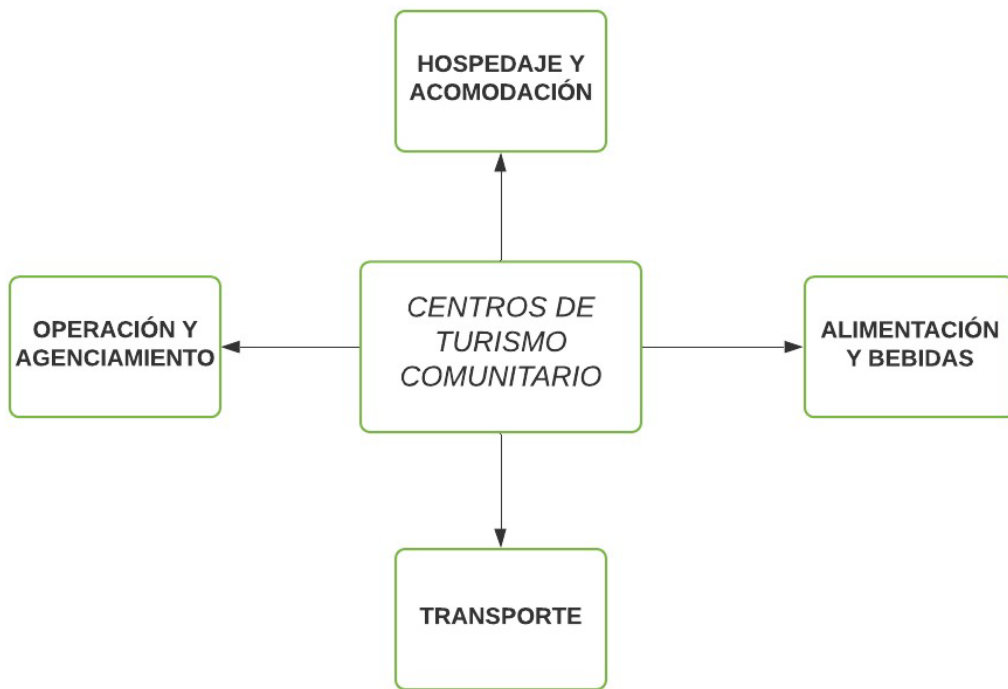 HOSPEDAJE Y
ACOMODACIÓN
OPERACIÓN Y
AGENCIAMIENTO
CENTROS DE
TURISMO
COMUNITARIO
ALIMENTACIÓN
Y BEBIDAS
TRANSPORTE